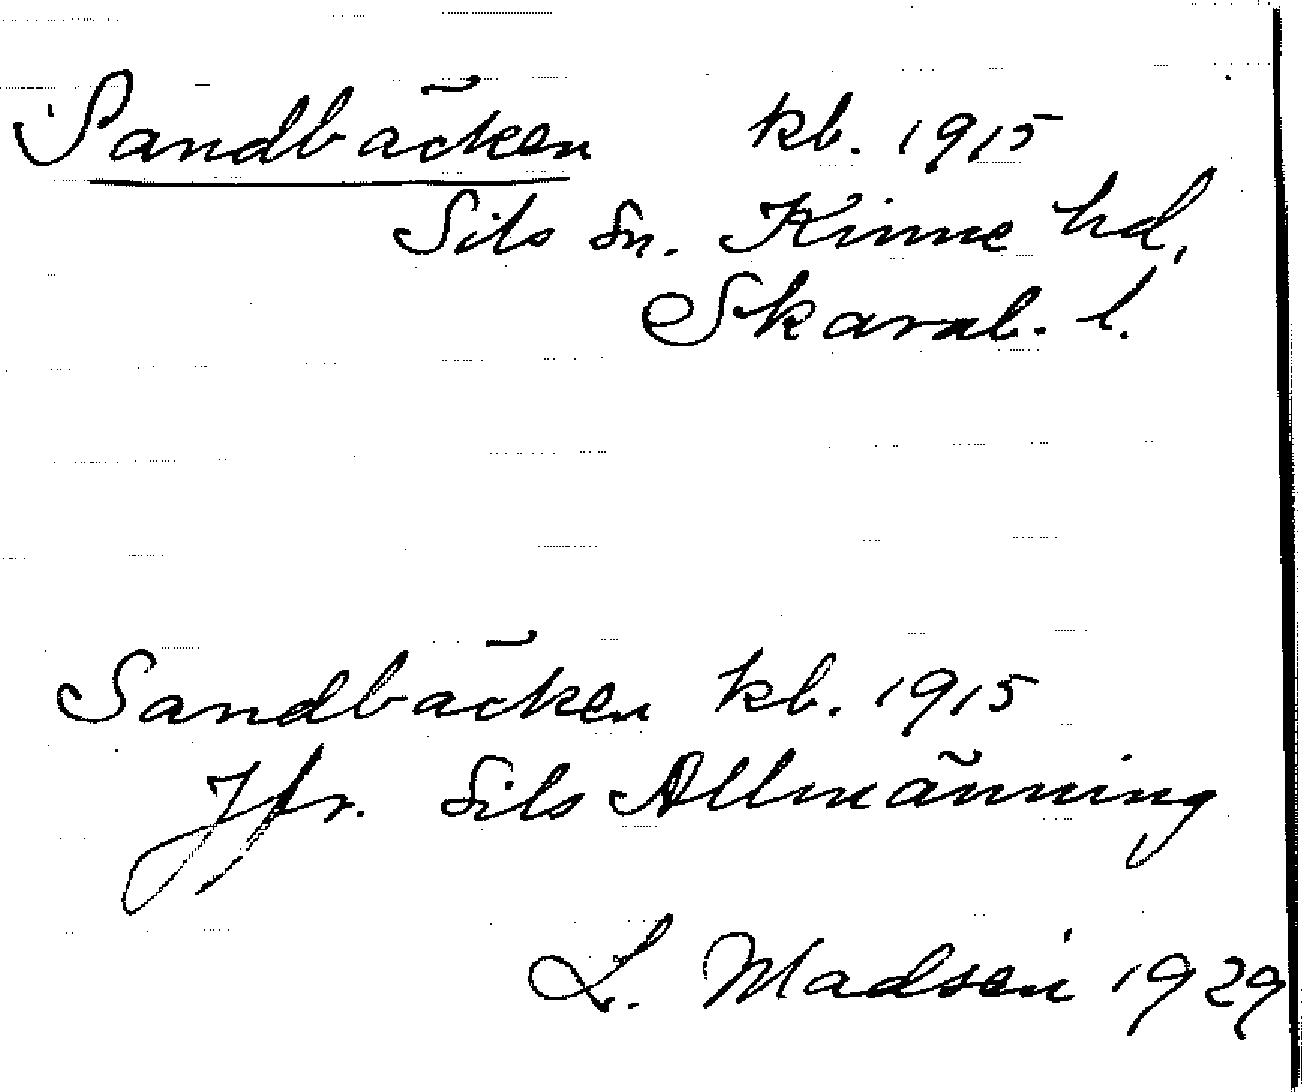 Sandbäcken kb. 1915
Sils sn. Kinne hd,
Skarab. l.
Sandbäcken kb. 1915
Jfr. Sils Allmänning
L. Madsen 1929